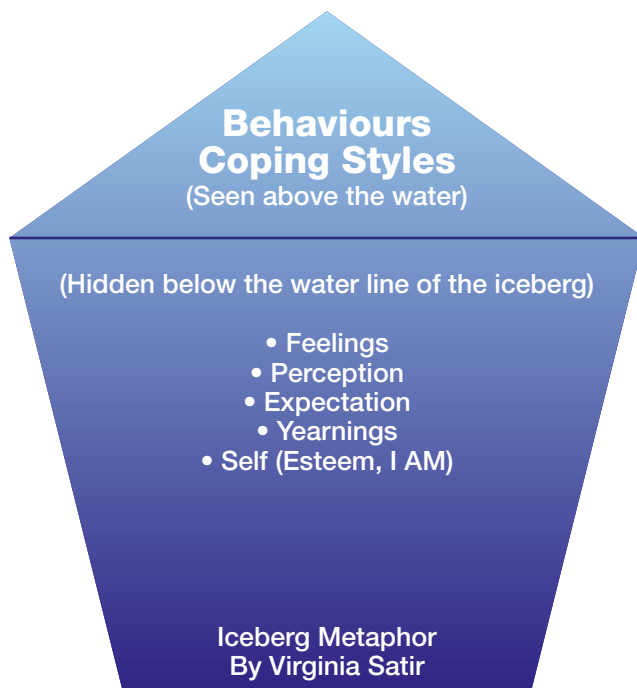 Behaviours
Coping Styles
(Seen above the water)
(Hidden below the water line of the iceberg)
• Feelings
• Perception
• Expectation
• Yearnings
• Self (Esteem, I AM)
Iceberg Metaphor
By Virginia Satir